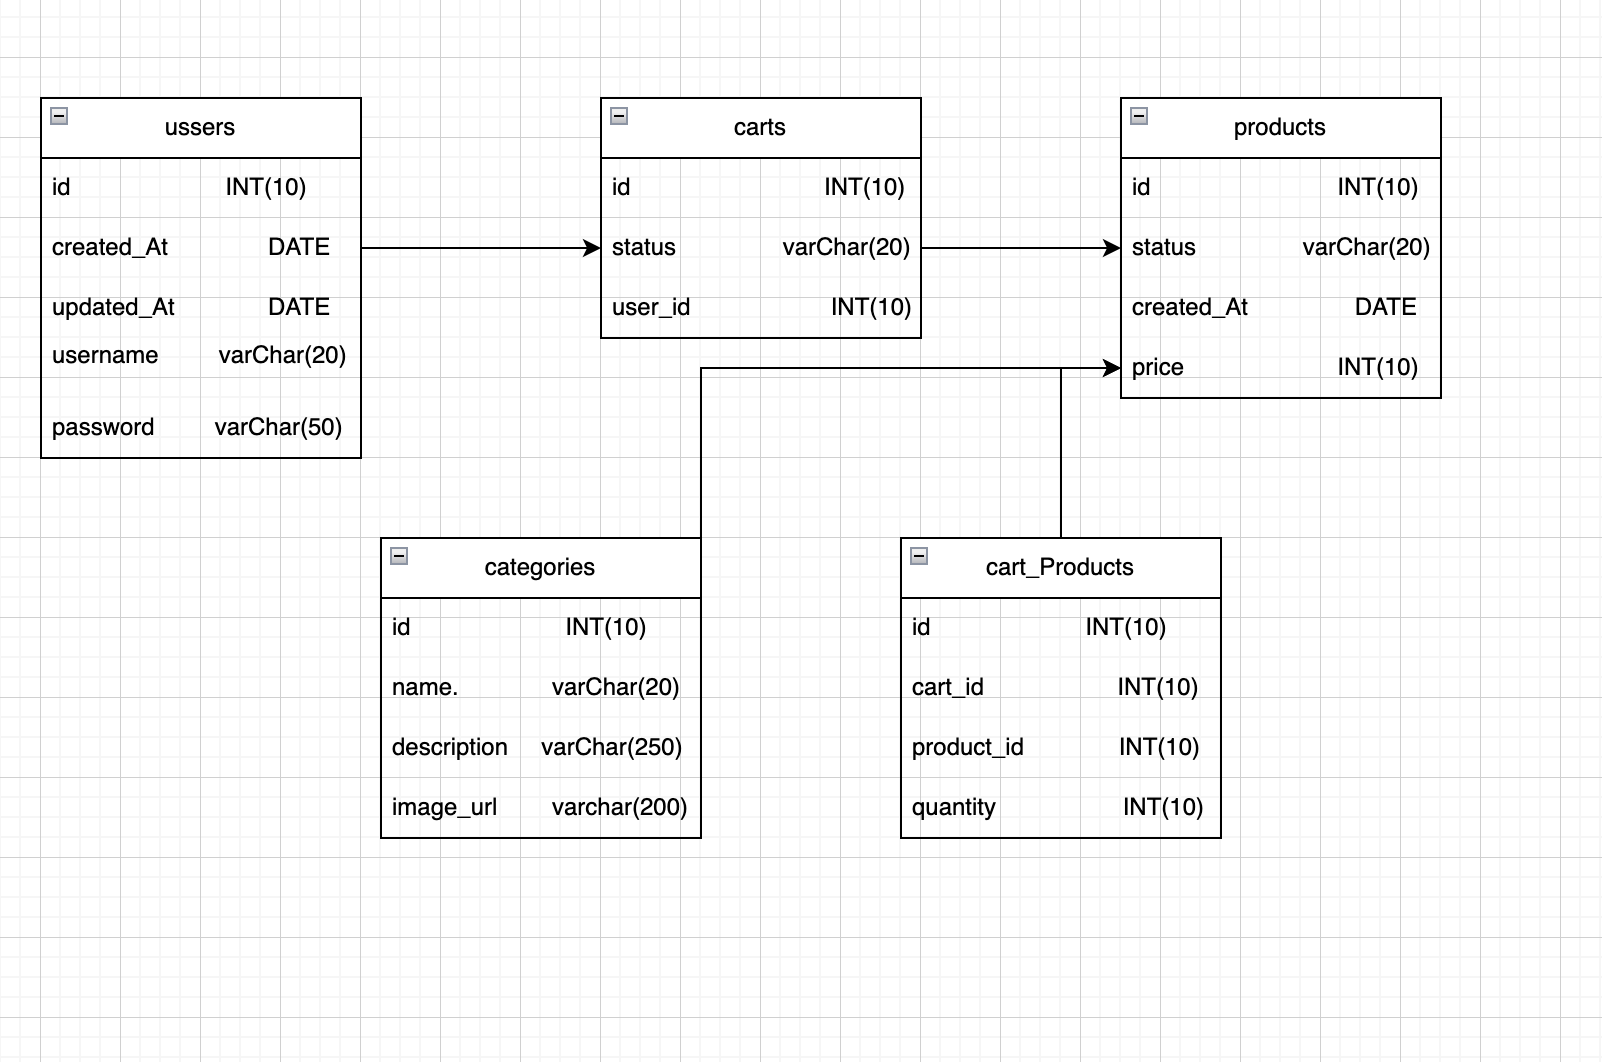 ussers
id INT(10)
created_At DATE
updated_At DATE
username varChar(20)
password varChar(50)
carts
id INT(10)
status varChar(20)
user_id INT(10)
products
id INT(10)
status varChar(20)
created_At DATE
price INT(10)
categories
id INT(10)
name. varChar(20)
description varChar(250)
image_url varchar(200)
cart_Products
id INT(10)
cart_id INT(10)
product_id INT(10)
quantity INT(10)